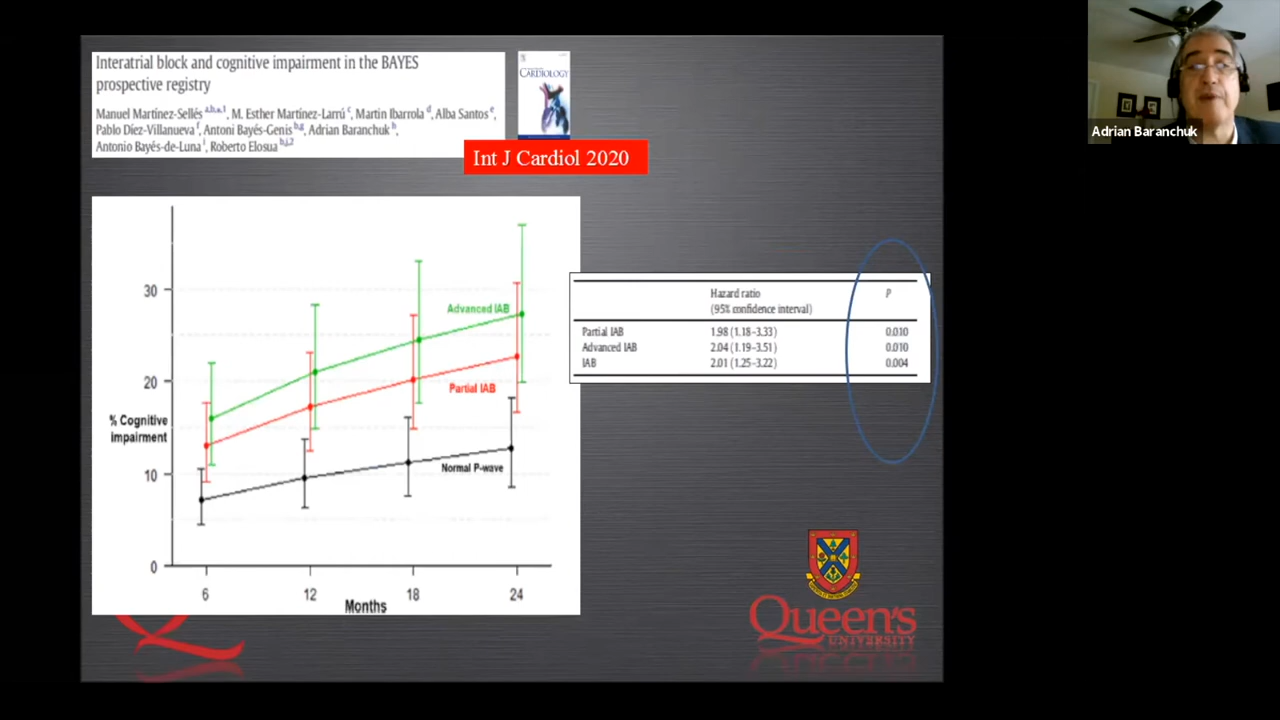 Interatrial block and cognitive impairment in the BAYES
prospective registry
Manuel Martínez-Sellés a,b,*,1, M. Esther Martínez-Larrú c, Martin Ibarrola d, Alba Santos e,
Pablo Díez-Villanueva f, Antoni Bayés-Genis b,g, Adrian Baranchuk h,
Antonio Bayés-de-Luna i, Roberto Elosua b,j,2
CARDIOLOGY
Int J Cardiol 2020
Adrian Baranchuk
30
20
10
0
% Cognitive
impairment
Advanced IAB
Partial IAB
Normal P-wave
6 12 18 24
Months
Hazard ratio P
(95% confidence interval)
Partial IAB 1.98 (1.18–3.33) 0.010
Advanced IAB 2.04 (1.19–3.51) 0.010
IAB 2.01 (1.25–3.22) 0.004
Queen's
UNIVERSITY